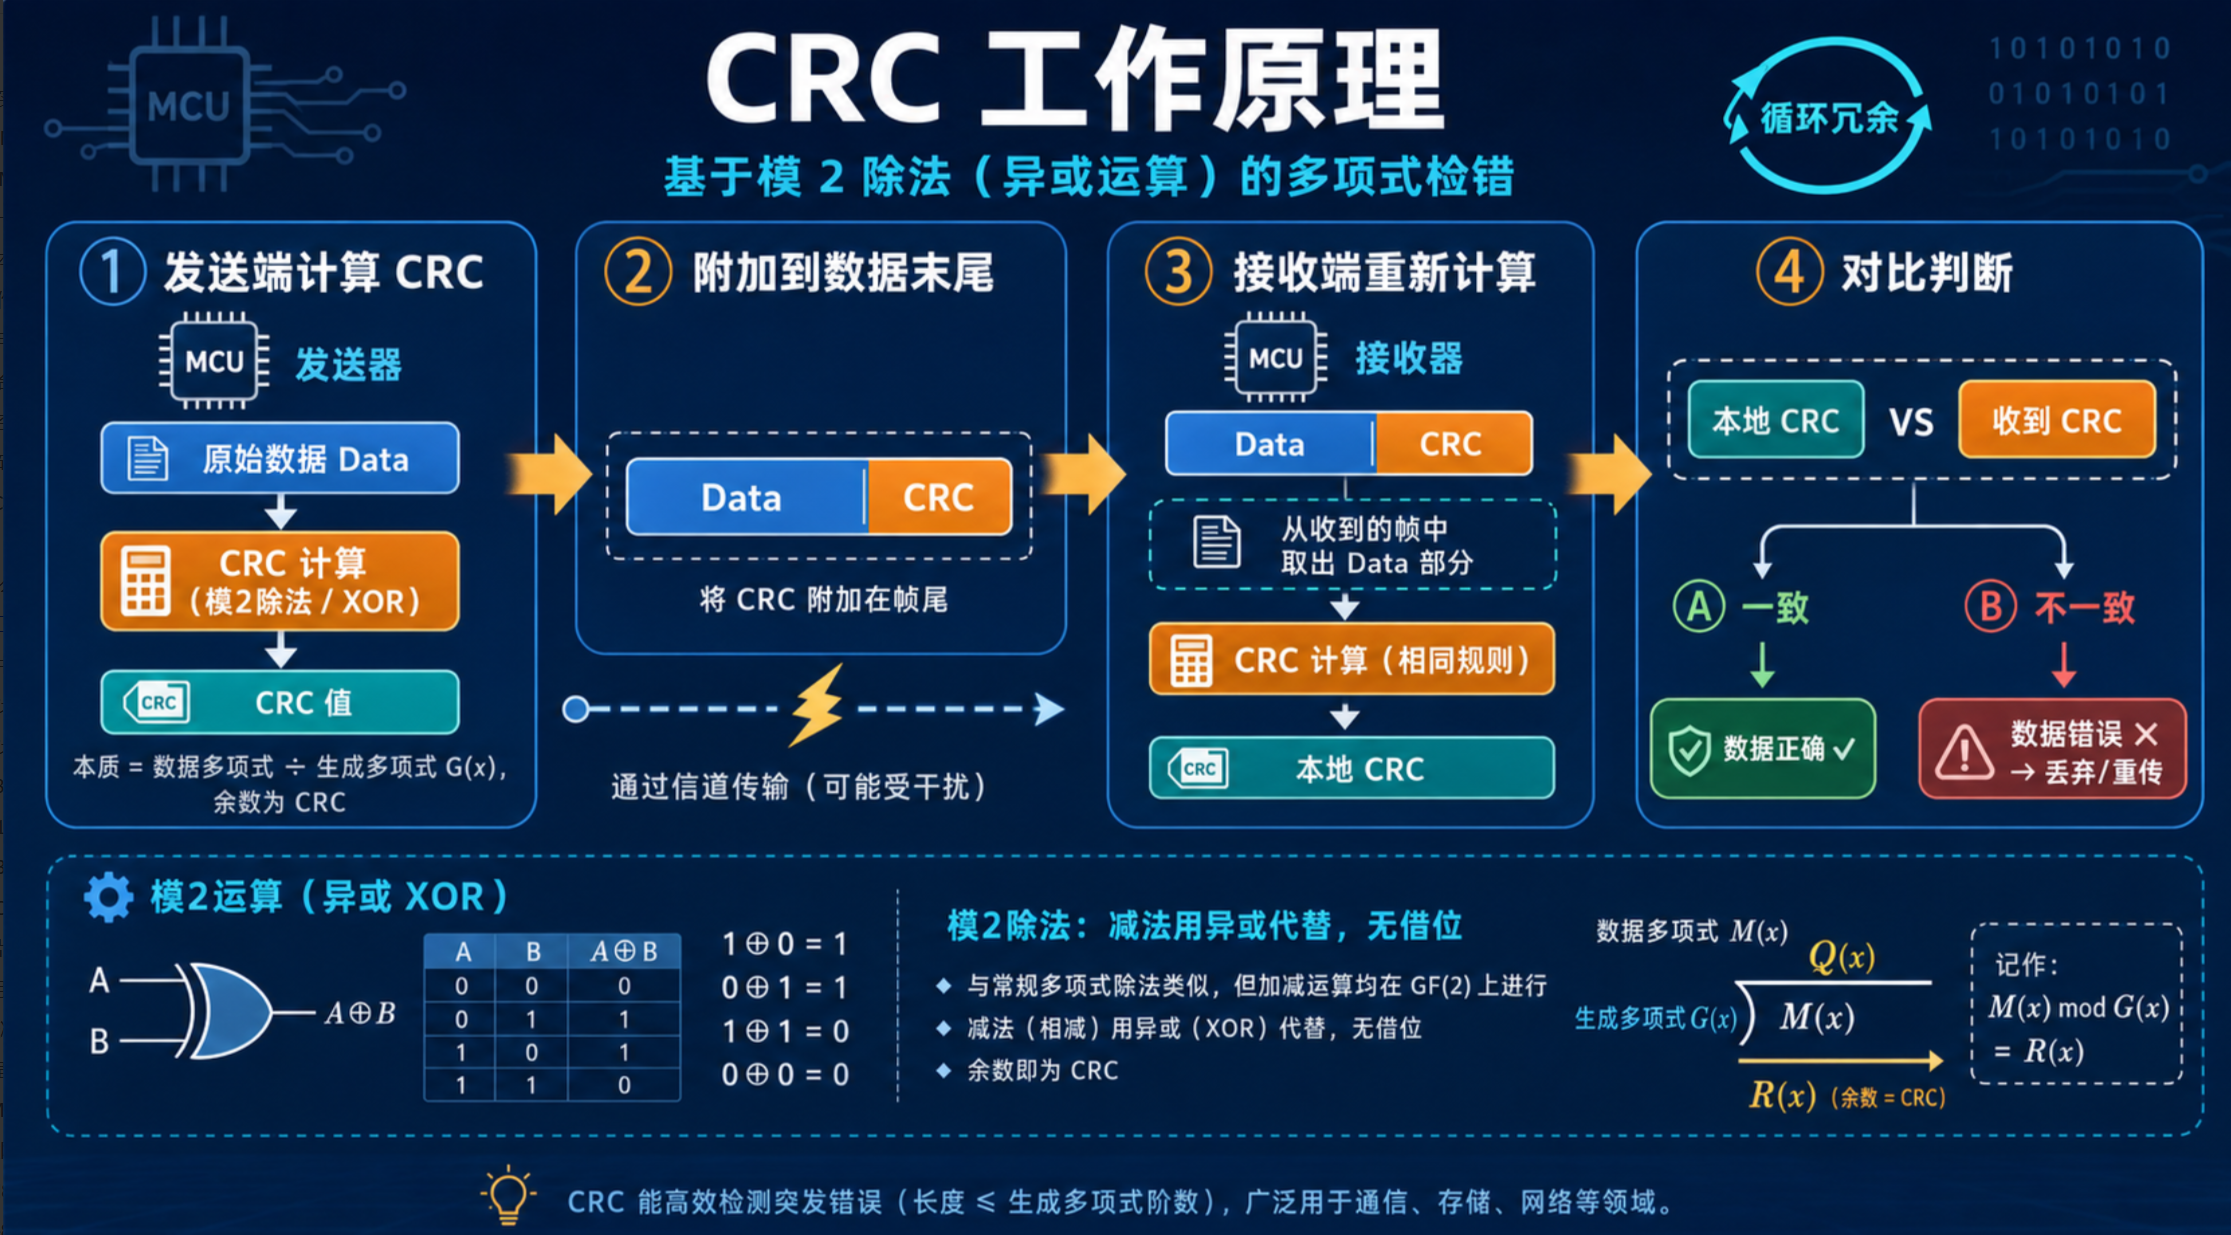 MCU
CRC 工作原理
基于模 2 除法（异或运算）的多项式检错
循环冗余
10101010
01010101
10101010
① 发送端计算 CRC
MCU 发送器
原始数据 Data
CRC 计算
（模2除法 / XOR）
CRC CRC 值
本质 = 数据多项式 ÷ 生成多项式 G(x)，
余数为 CRC
② 附加到数据末尾
Data CRC
将 CRC 附加在帧尾
通过信道传输（可能受干扰）
③ 接收端重新计算
MCU 接收器
Data CRC
从收到的帧中
取出 Data 部分
CRC 计算（相同规则）
CRC 本地 CRC
④ 对比判断
本地 CRC VS 收到 CRC
Ⓐ 一致
数据正确 ✓
Ⓑ 不一致
数据错误 ✕
→ 丢弃/重传
模2运算（异或 XOR）
A
B
A⊕B
A B A⊕B
0 0 0
0 1 1
1 0 1
1 1 0
1⊕0 = 1
0⊕1 = 1
1⊕1 = 0
0⊕0 = 0
模2除法：减法用异或代替，无借位
◆ 与常规多项式除法类似，但加减运算均在 GF(2) 上进行
◆ 减法（相减）用异或（XOR）代替，无借位
◆ 余数即为 CRC
数据多项式 M(x)
Q(x)
生成多项式 G(x)
M(x)
R(x)（余数 = CRC）
记作：
M(x) mod G(x)
= R(x)
CRC 能高效检测突发错误（长度 ≤ 生成多项式阶数），广泛用于通信、存储、网络等领域。